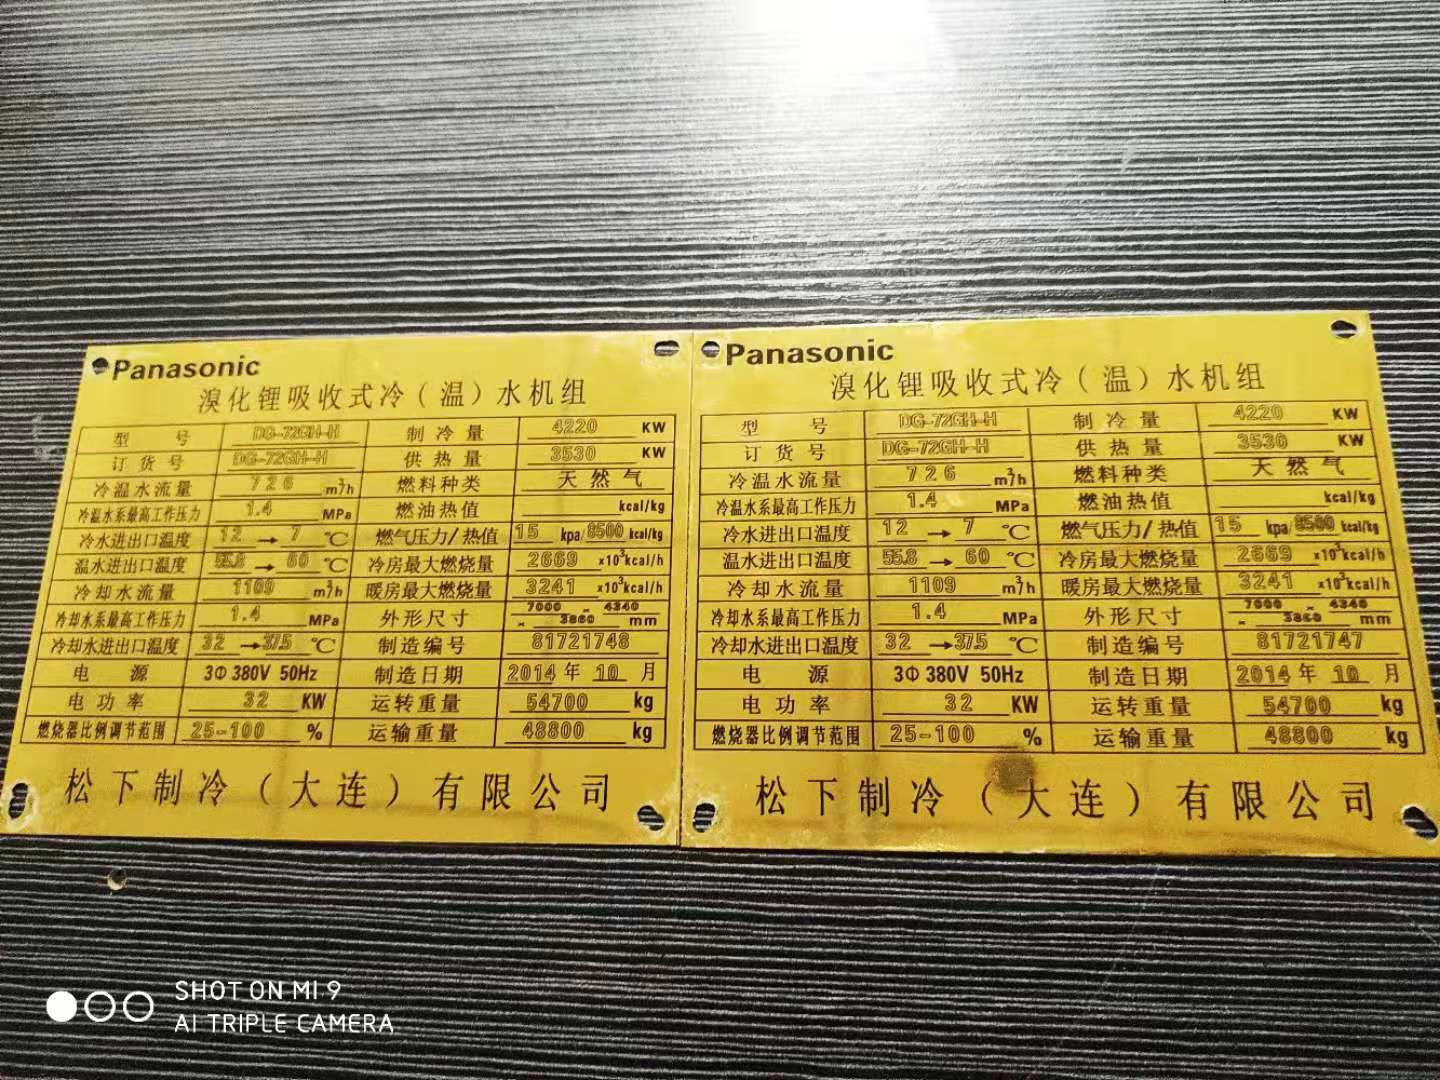 Panasonic
溴化锂吸收式冷(温)水机组
型 号 DG-72GH-H 制冷量 4220 KW
订货号 DG-72GH-H 供热量 3530 KW
冷温水流量 726 m³/h 燃料种类 天然气
冷温水系最高工作压力 1.4 MPa 燃油热值 kcal/kg
冷水进出口温度 12 → 7 ℃ 燃气压力/热值 15 kpa/8500 kcal/kg
温水进出口温度 55.8 → 60 ℃ 冷房最大燃烧量 2669 x10³kcal/h
冷却水流量 1109 m³/h 暖房最大燃烧量 3241 x10³kcal/h
冷却水系最高工作压力 1.4 MPa 外形尺寸 7000 × 4340 × 3860 mm
冷却水进出口温度 32 → 37.5 ℃ 制造编号 81721748
电 源 3Φ 380V 50Hz 制造日期 2014 年 10 月
电功率 32 KW 运转重量 54700 kg
燃烧器比例调节范围 25-100 % 运输重量 48800 kg
松下制冷(大连)有限公司
Panasonic
溴化锂吸收式冷(温)水机组
型 号 DG-72GH-H 制冷量 4220 KW
订货号 DG-72GH-H 供热量 3530 KW
冷温水流量 726 m³/h 燃料种类 天然气
冷温水系最高工作压力 1.4 MPa 燃油热值 kcal/kg
冷水进出口温度 12 → 7 ℃ 燃气压力/热值 15 kpa/8500 kcal/kg
温水进出口温度 55.8 → 60 ℃ 冷房最大燃烧量 2669 x10³kcal/h
冷却水流量 1109 m³/h 暖房最大燃烧量 3241 x10³kcal/h
冷却水系最高工作压力 1.4 MPa 外形尺寸 7000 × 4340 × 3860 mm
冷却水进出口温度 32 → 37.5 ℃ 制造编号 81721747
电 源 3Φ 380V 50Hz 制造日期 2014 年 10 月
电功率 32 KW 运转重量 54700 kg
燃烧器比例调节范围 25-100 % 运输重量 48800 kg
松下制冷(大连)有限公司
SHOT ON MI 9
AI TRIPLE CAMERA